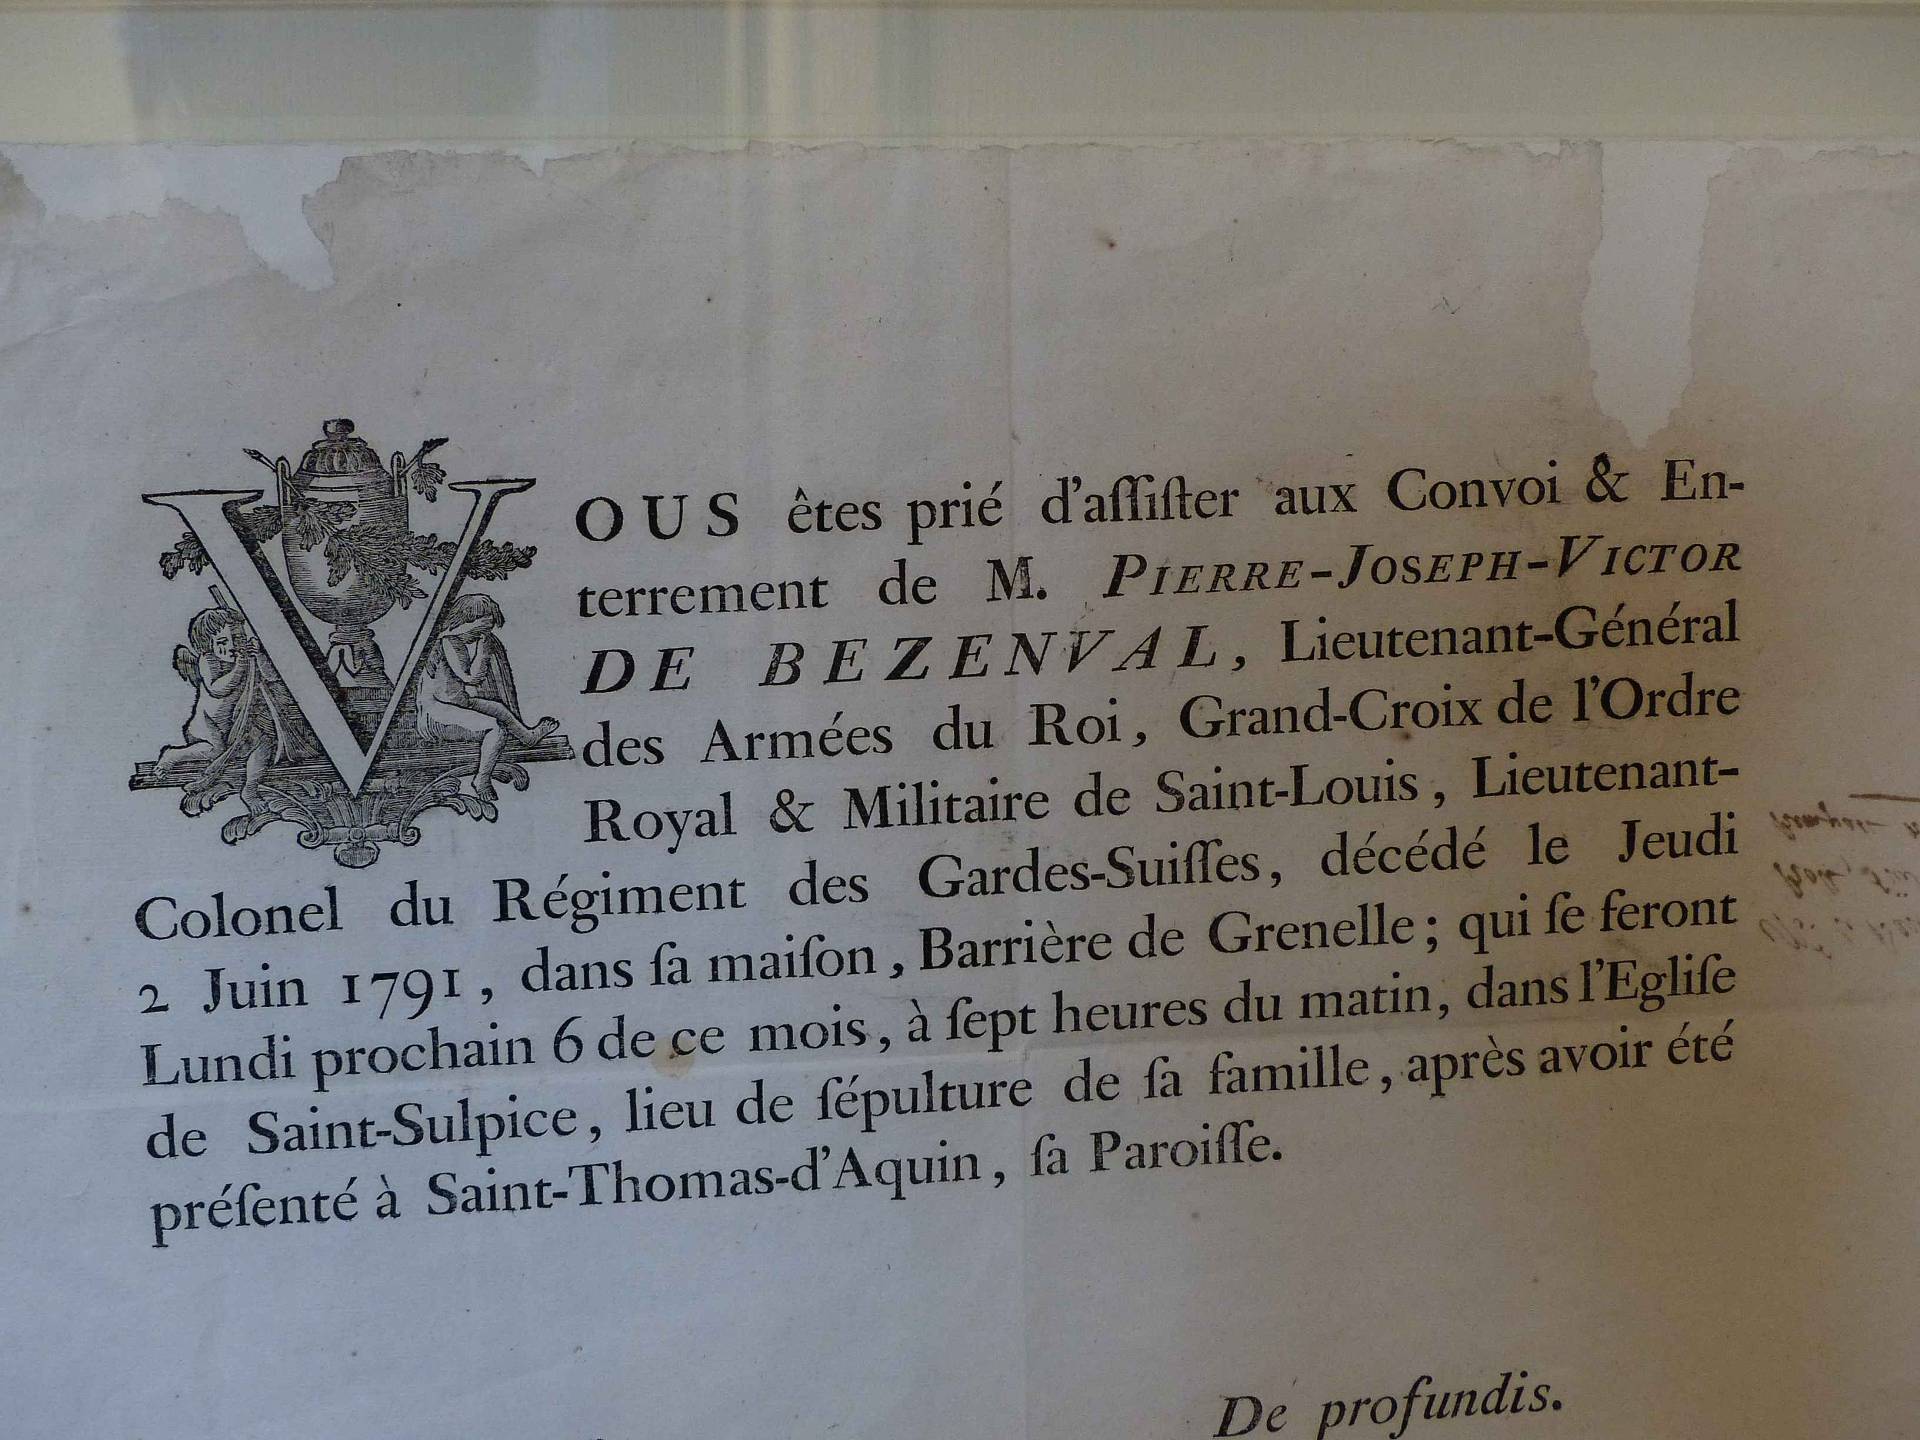 VOUS êtes prié d'aſſiſter aux Convoi & En-
terrement de M. PIERRE-JOSEPH-VICTOR
DE BEZENVAL, Lieutenant-Général
des Armées du Roi, Grand-Croix de l'Ordre
Royal & Militaire de Saint-Louis, Lieutenant-
Colonel du Régiment des Gardes-Suiſſes, décédé le Jeudi
2 Juin 1791, dans ſa maiſon, Barrière de Grenelle; qui ſe feront
Lundi prochain 6 de ce mois, à ſept heures du matin, dans l'Egliſe
de Saint-Sulpice, lieu de ſépulture de ſa famille, après avoir été
préſenté à Saint-Thomas-d'Aquin, ſa Paroiſſe.
De profundis.